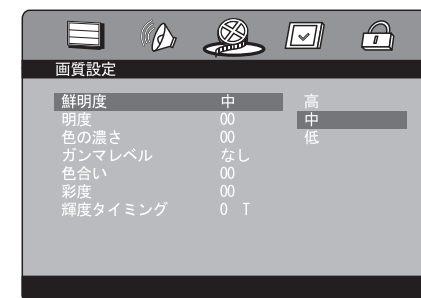 画質設定
鮮明度 中 高
明度 00 中
色の濃さ 00 低
ガンマレベル なし
色合い 00
彩度 00
輝度タイミング 0 T